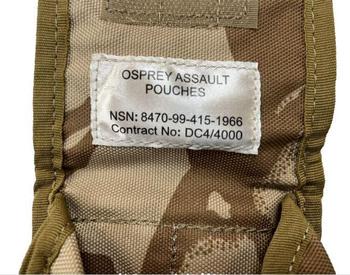 OSPREY ASSAULT
POUCHES
NSN: 8470-99-415-1966
Contract No: DC4/4000